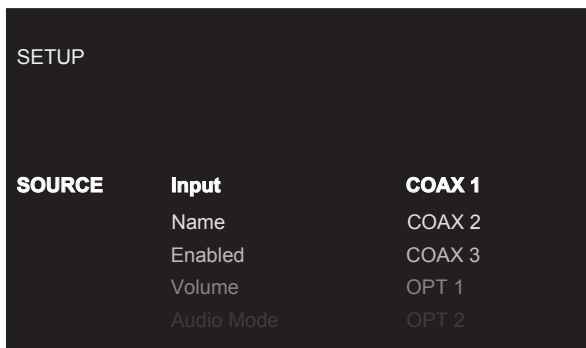 SETUP
SOURCE Input COAX 1
Name COAX 2
Enabled COAX 3
Volume OPT 1
Audio Mode OPT 2